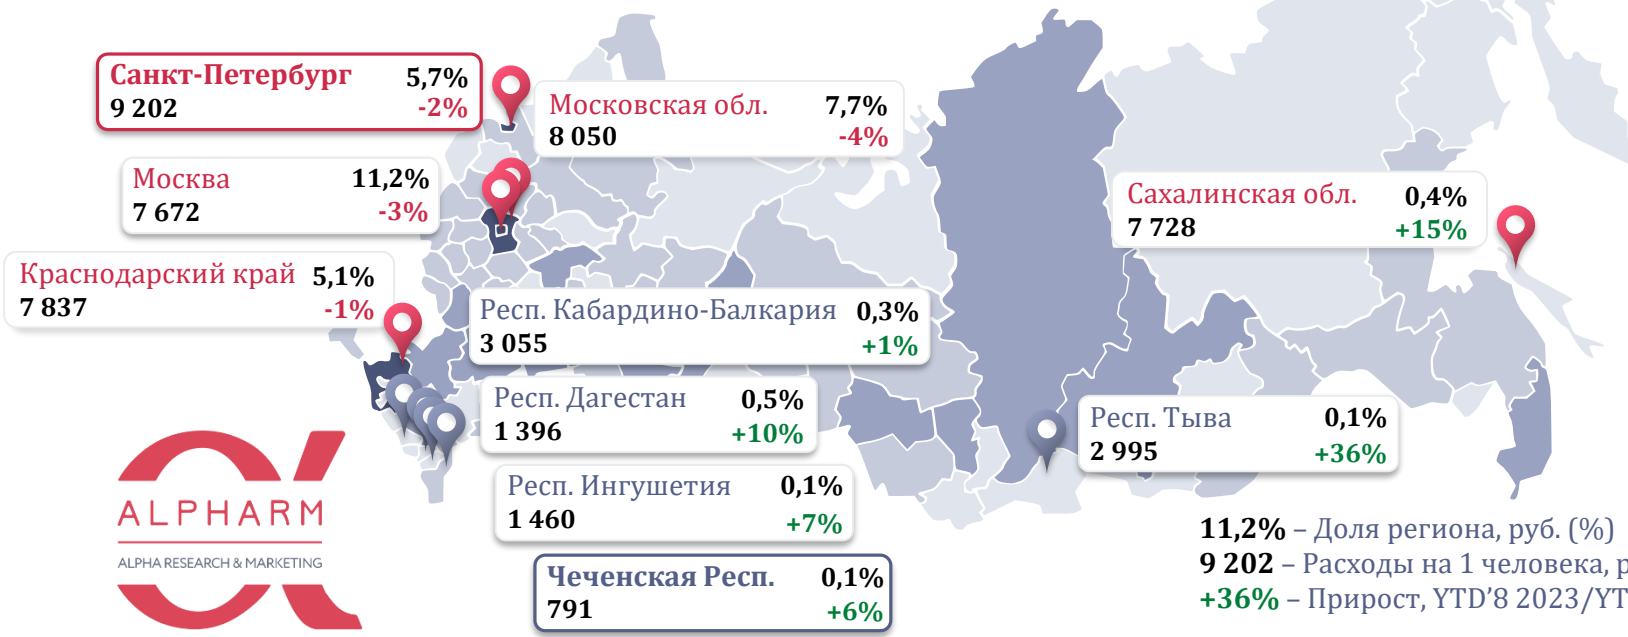 Санкт-Петербург 5,7%
9 202 -2%
Московская обл. 7,7%
8 050 -4%
Москва 11,2%
7 672 -3%
Сахалинская обл. 0,4%
7 728 +15%
Краснодарский край 5,1%
7 837 -1%
Респ. Кабардино-Балкария 0,3%
3 055 +1%
Респ. Дагестан 0,5%
1 396 +10%
Респ. Тыва 0,1%
2 995 +36%
Респ. Ингушетия 0,1%
1 460 +7%
Чеченская Респ. 0,1%
791 +6%
ALPHARM
ALPHA RESEARCH & MARKETING
11,2% – Доля региона, руб. (%)
9 202 – Расходы на 1 человека, р
+36% – Прирост, YTD’8 2023/YT